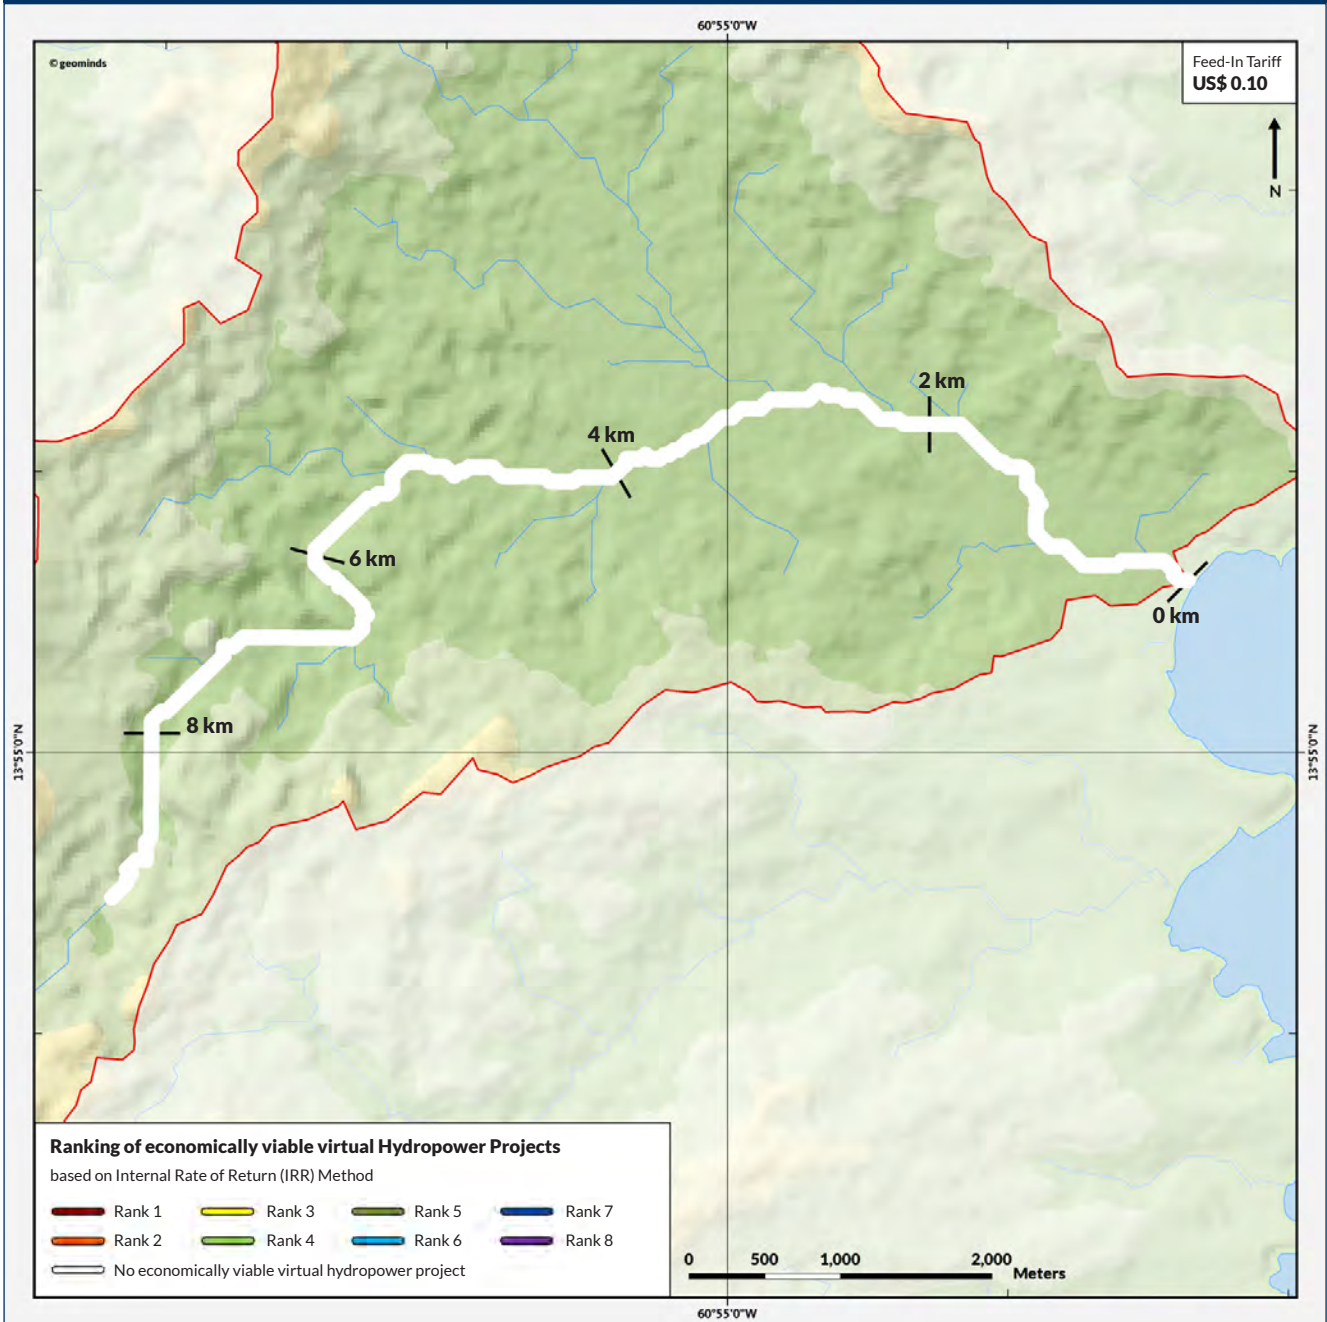 60°55'0"W
© geominds
Feed-In Tariff
US$ 0.10
N
2 km
4 km
6 km
0 km
8 km
13°55'0"N
13°55'0"N
Ranking of economically viable virtual Hydropower Projects
based on Internal Rate of Return (IRR) Method
Rank 1
Rank 3
Rank 5
Rank 7
Rank 2
Rank 4
Rank 6
Rank 8
No economically viable virtual hydropower project
0 500 1,000 2,000
Meters
60°55'0"W